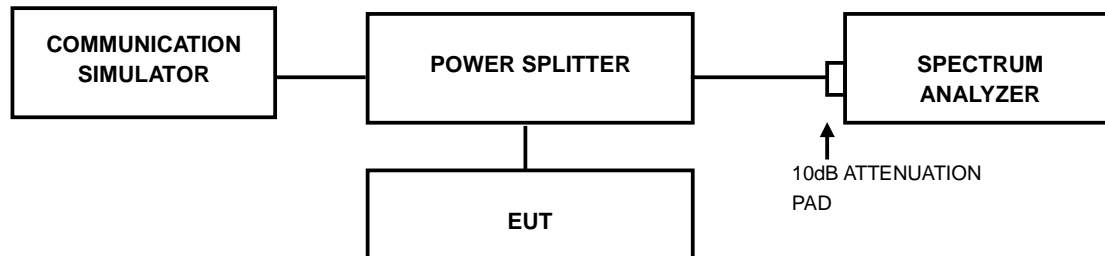 COMMUNICATION
SIMULATOR
POWER SPLITTER
SPECTRUM
ANALYZER
10dB ATTENUATION
PAD
EUT